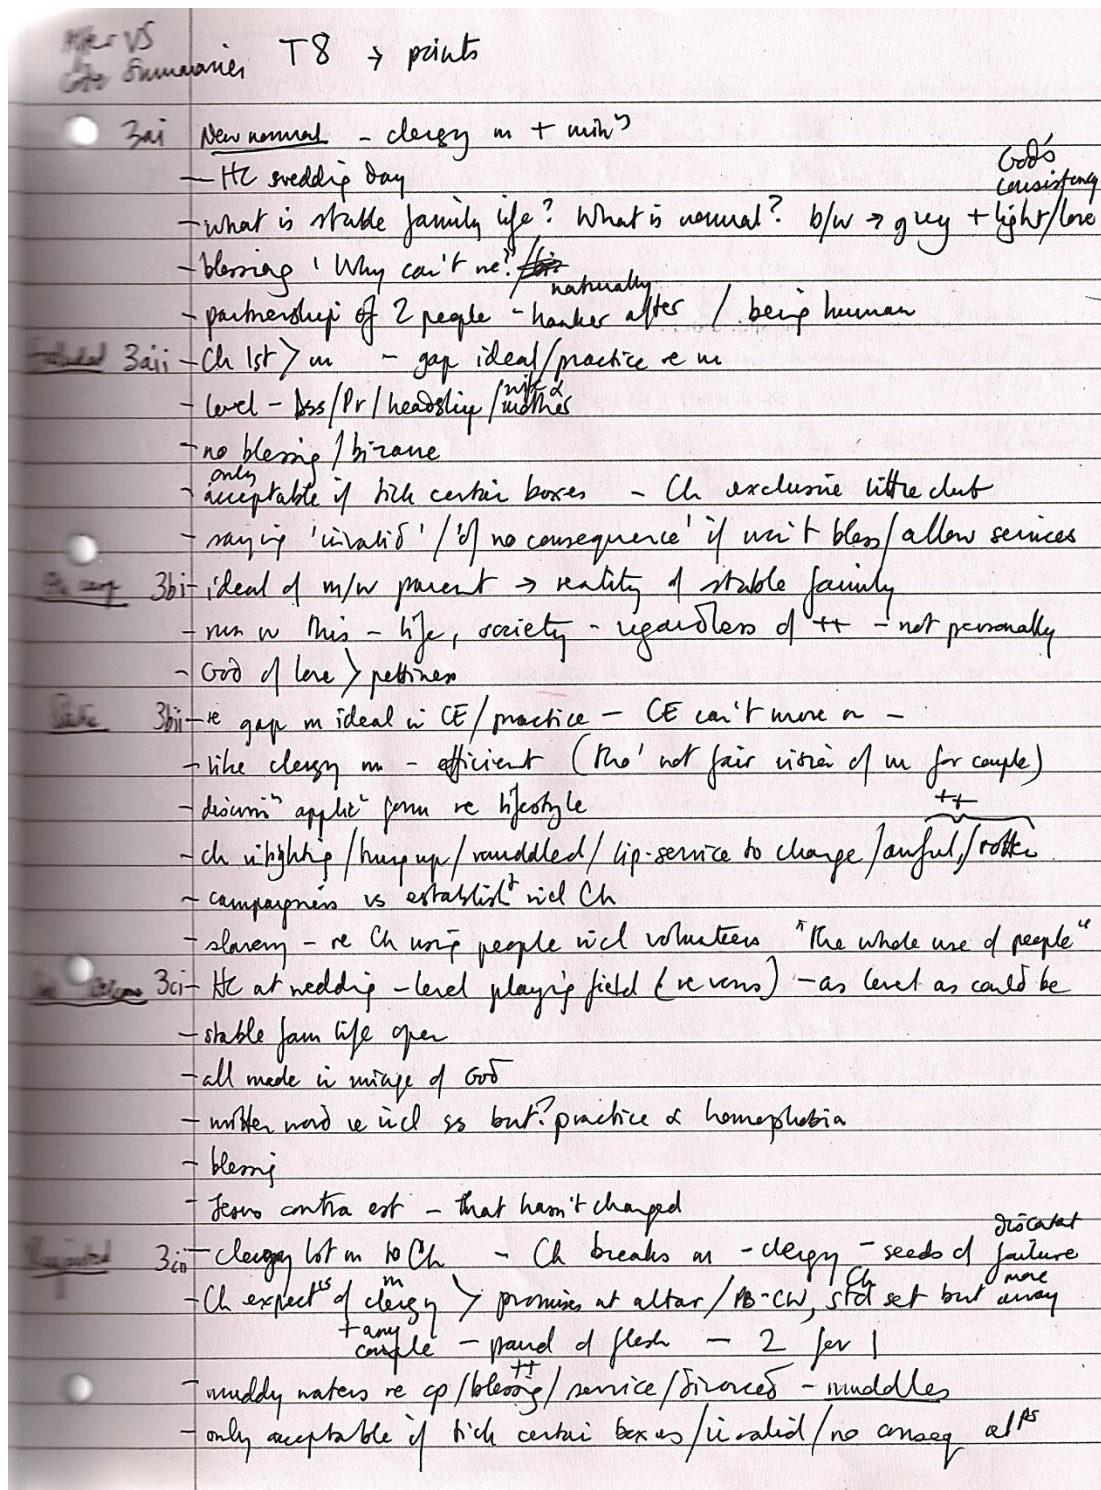 After VS
Code Summaries T8 → points
3ai New normal - clergy m + minʸ
- HC wedding day
God's
consistency
- what is stable family life? What is normal? b/w → grey + light/love
- blessing 'Why can't we?'/
naturally
- partnership of 2 people - hanker after / being human
Excluded 3aii - Ch 1st > m - gap ideal/practice re m
- level - Bss/Pr/headship/wife & mother
- no blessing / bizarre
only
- acceptable if tick certain boxes - Ch exclusive little club
- saying 'invalid' / 'of no consequence' if won't bless/allow services
3bi - ideal of m/w parent → reality of stable family
- run w this - life, society - regardless of ++ - not personally
- God of love > pettiness
3bii - re gap m ideal in CE/practice - CE can't move on -
- like clergy m - efficient (tho' not fair vision of m for couple)
- discrimⁿ applicⁿ form re lifestyle
++
- ch infighting / hung up / muddled / lip-service to change / awful / rotten
- campaigners vs establishᵗ incl Ch
- slavery - re Ch using people incl volunteers "the whole use of people"
3ci - HC at wedding - level playing field (re vows) - as level as could be
- stable fam life open
- all made in image of God
- written word re incl ss but? practice & homophobia
- blessing
- Jesus contra est - that hasn't changed
discontent
3cii - clergy lot m to Ch - Ch breaks m - clergy - seeds of failure
- Ch expectⁿˢ of clergy m > promises at altar / PB-CW, Ch std set but more away
+ any
couple - pound of flesh - 2 for 1
++
- muddy waters re cp/blessing/service/divorced - muddles
- only acceptable if tick certain boxes / invalid / no conseq